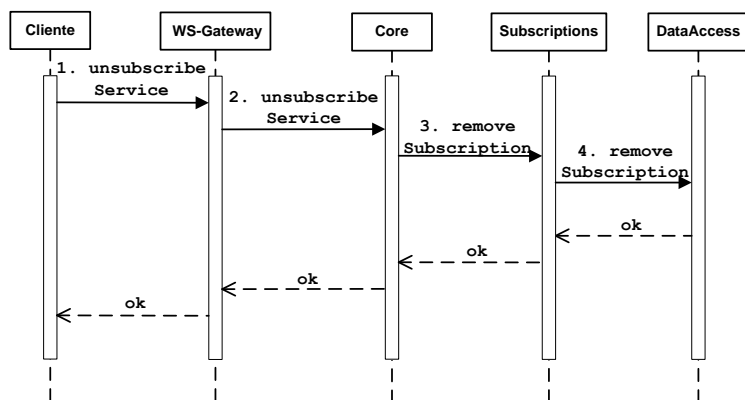 Cliente
WS-Gateway
Core
Subscriptions
DataAccess
1. unsubscribe
Service
2. unsubscribe
Service
3. remove
Subscription
4. remove
Subscription
ok
ok
ok
ok